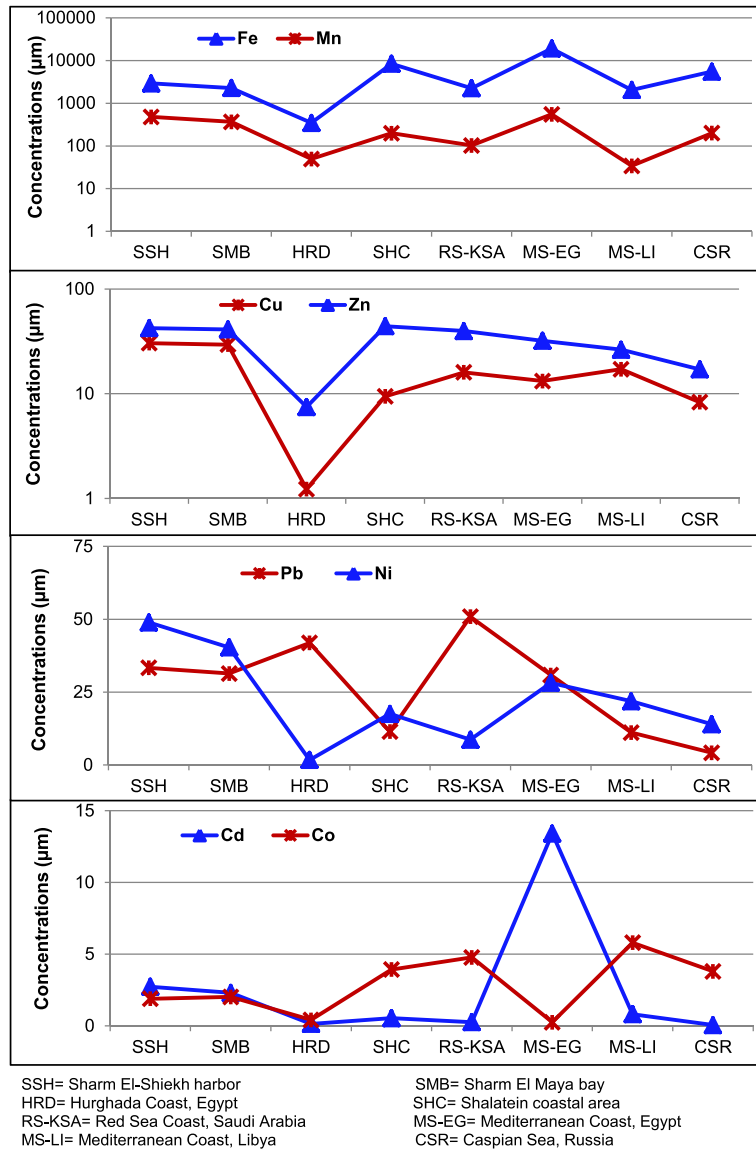 100000
10000
1000
100
10
1
Concentrations (µm)
Fe Mn
SSH SMB HRD SHC RS-KSA MS-EG MS-LI CSR
100
10
1
Concentrations (µm)
Cu Zn
SSH SMB HRD SHC RS-KSA MS-EG MS-LI CSR
75
50
25
0
Concentrations (µm)
Pb Ni
SSH SMB HRD SHC RS-KSA MS-EG MS-LI CSR
15
10
5
0
Concentrations (µm)
Cd Co
SSH SMB HRD SHC RS-KSA MS-EG MS-LI CSR
SSH= Sharm El-Shiekh harbor SMB= Sharm El Maya bay
HRD= Hurghada Coast, Egypt SHC= Shalatein coastal area
RS-KSA= Red Sea Coast, Saudi Arabia MS-EG= Mediterranean Coast, Egypt
MS-LI= Mediterranean Coast, Libya CSR= Caspian Sea, Russia